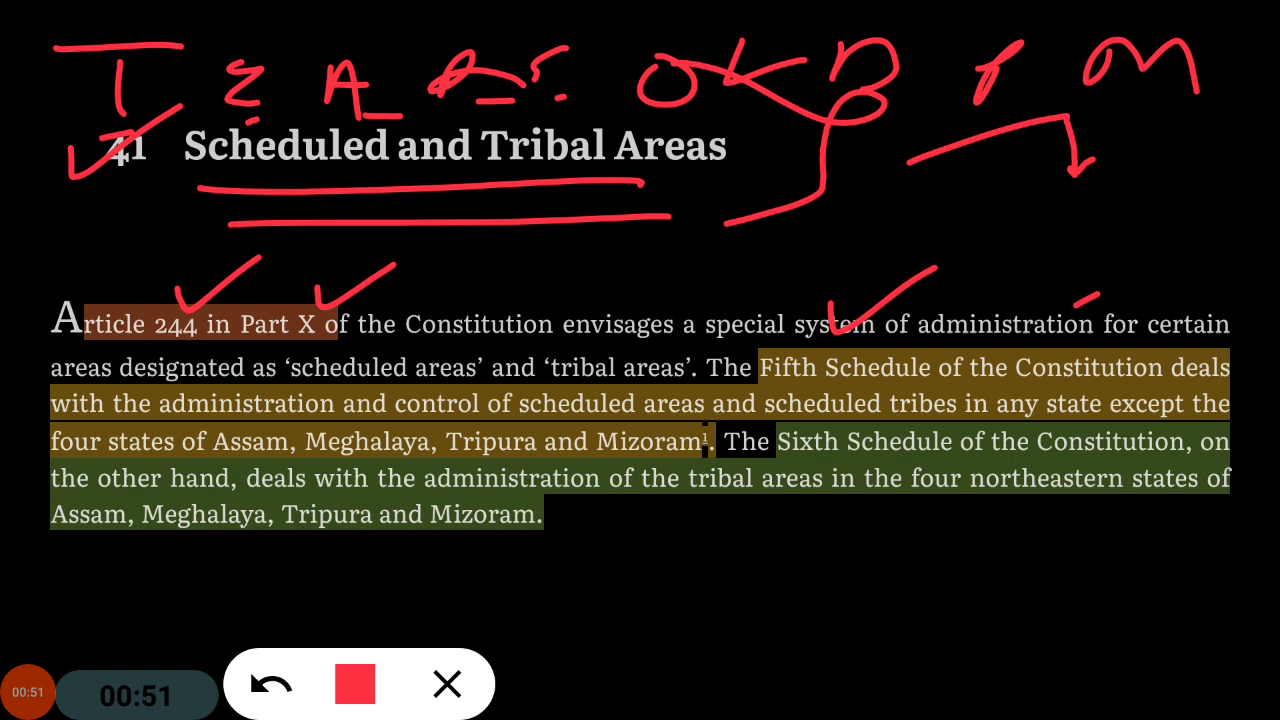 41 Scheduled and Tribal Areas
Article 244 in Part X of the Constitution envisages a special system of administration for certain
areas designated as ‘scheduled areas’ and ‘tribal areas’. The Fifth Schedule of the Constitution deals
with the administration and control of scheduled areas and scheduled tribes in any state except the
four states of Assam, Meghalaya, Tripura and Mizoram¹. The Sixth Schedule of the Constitution, on
the other hand, deals with the administration of the tribal areas in the four northeastern states of
Assam, Meghalaya, Tripura and Mizoram.
00:51 00:51